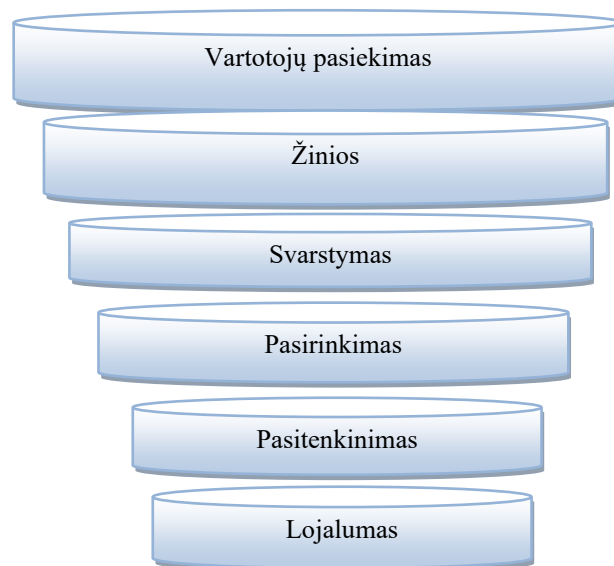 Vartotojų pasiekimas
Žinios
Svarstymas
Pasirinkimas
Pasitenkinimas
Lojalumas